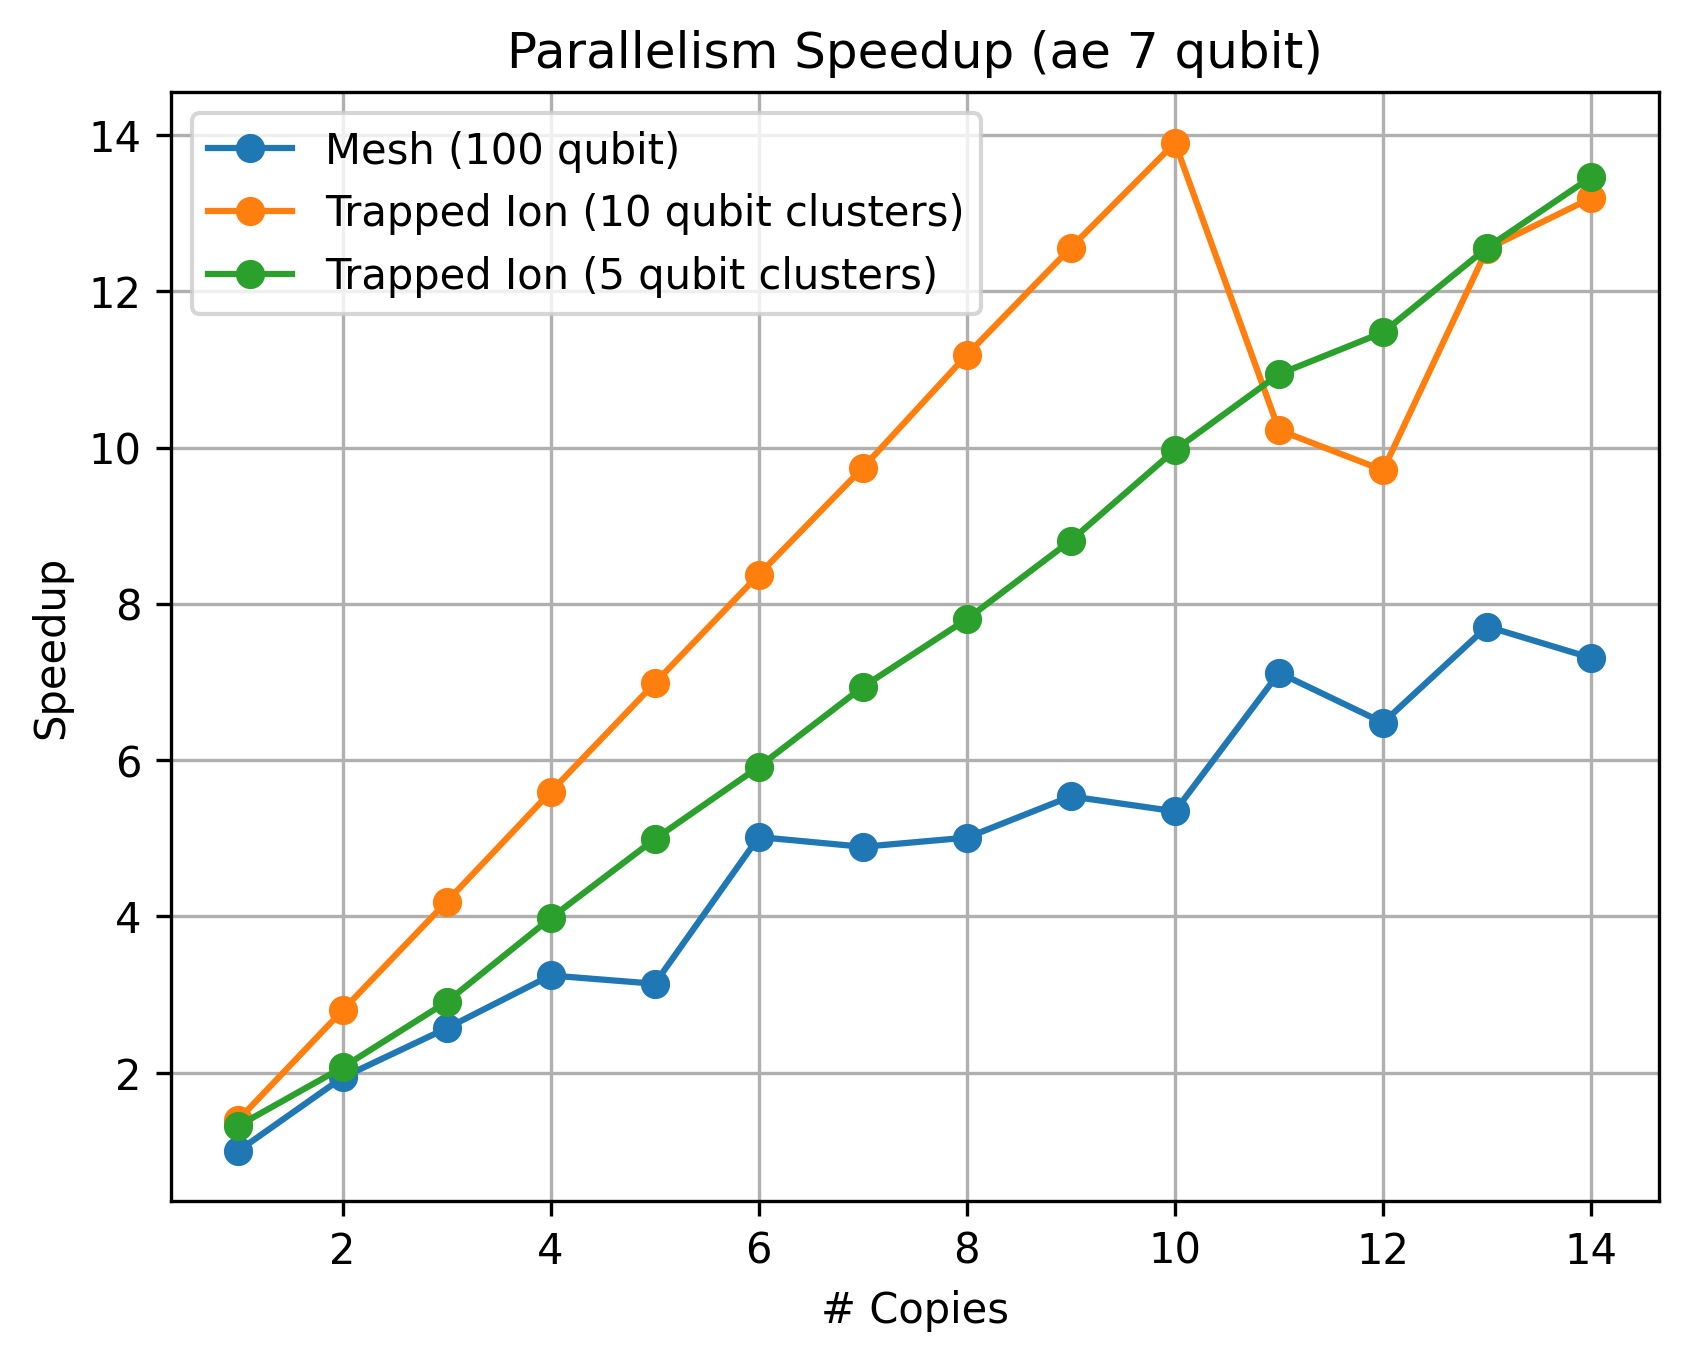 Parallelism Speedup (ae 7 qubit)
Mesh (100 qubit)
Trapped Ion (10 qubit clusters)
Trapped Ion (5 qubit clusters)
14
12
10
8
6
4
2
Speedup
2 4 6 8 10 12 14
# Copies